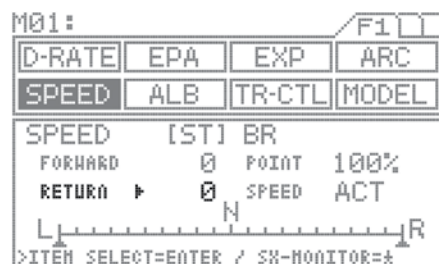 M01: F1
D-RATE EPA EXP ARC
SPEED ALB TR-CTL MODEL
SPEED [ST] BR
FORWARD 0 POINT 100%
RETURN ▶ 0 SPEED ACT
N
L R
>ITEM SELECT=ENTER / SX-MONITOR=±